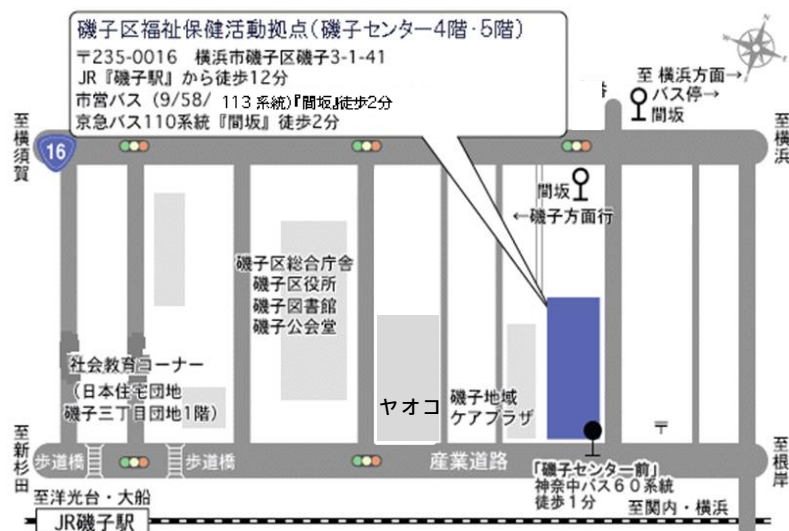 磯子区福祉保健活動拠点(磯子センター4階・5階)
〒235-0016 横浜市磯子区磯子3-1-41
JR『磯子駅』から徒歩12分
市営バス(9/58/ 113系統)『間坂』徒歩2分
京急バス110系統『間坂』徒歩2分
至 横浜方面→
バス停→
間坂
至横須賀
16
至横浜
間坂
←磯子方面行
磯子区総合庁舎
磯子区役所
磯子図書館
磯子公会堂
社会教育コーナー
(日本住宅団地
磯子三丁目団地1階)
ヤオコ
磯子地域
ケアプラザ
〒
至新杉田
歩道橋
歩道橋
産業道路
至根岸
「磯子センター前」
神奈中バス60系統
徒歩1分
至洋光台・大船
至関内・横浜
JR磯子駅